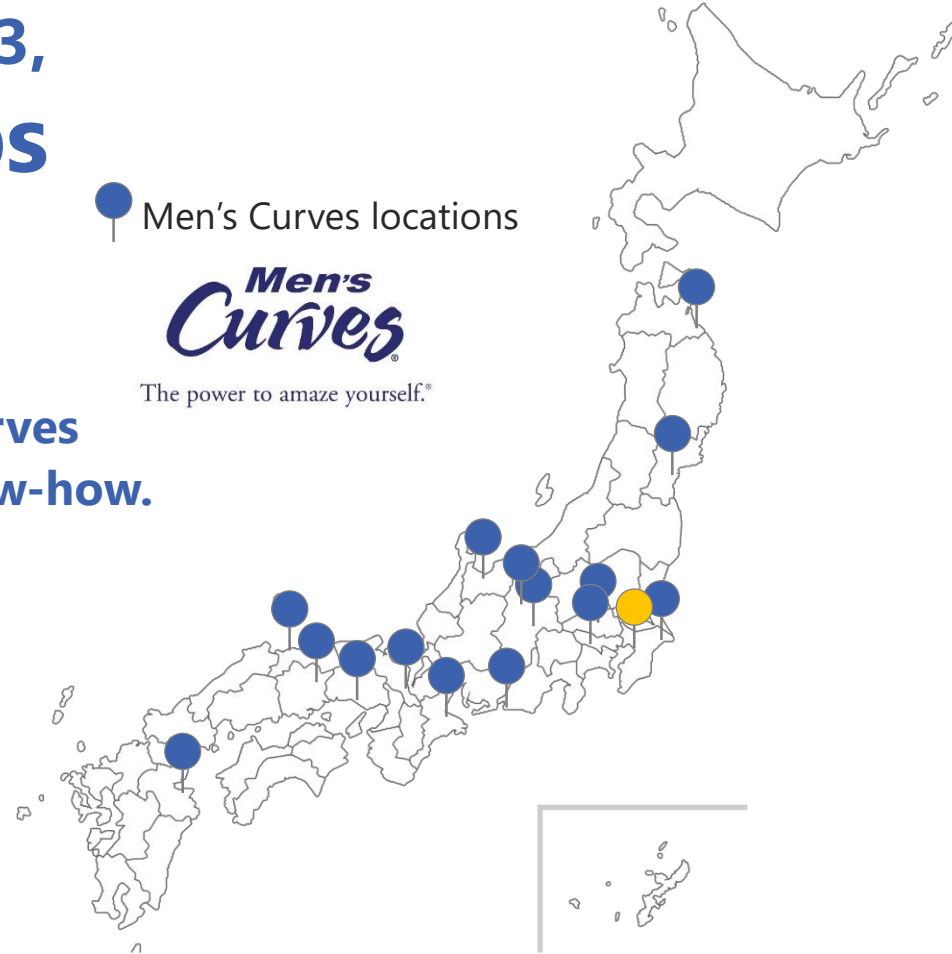 3,
os
Men's Curves locations
Men's
Curves®
The power to amaze yourself.®
rves
w-how.